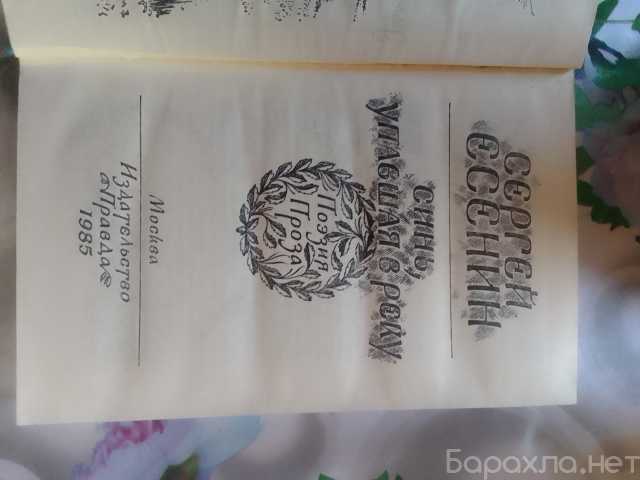 СЕРГЕЙ
ЕСЕНИН
СИНЬ,
УПАВШАЯ В РЕКУ
Поэзия
Проза
Москва
Издательство
«Правда»
1985
Барахла.нет